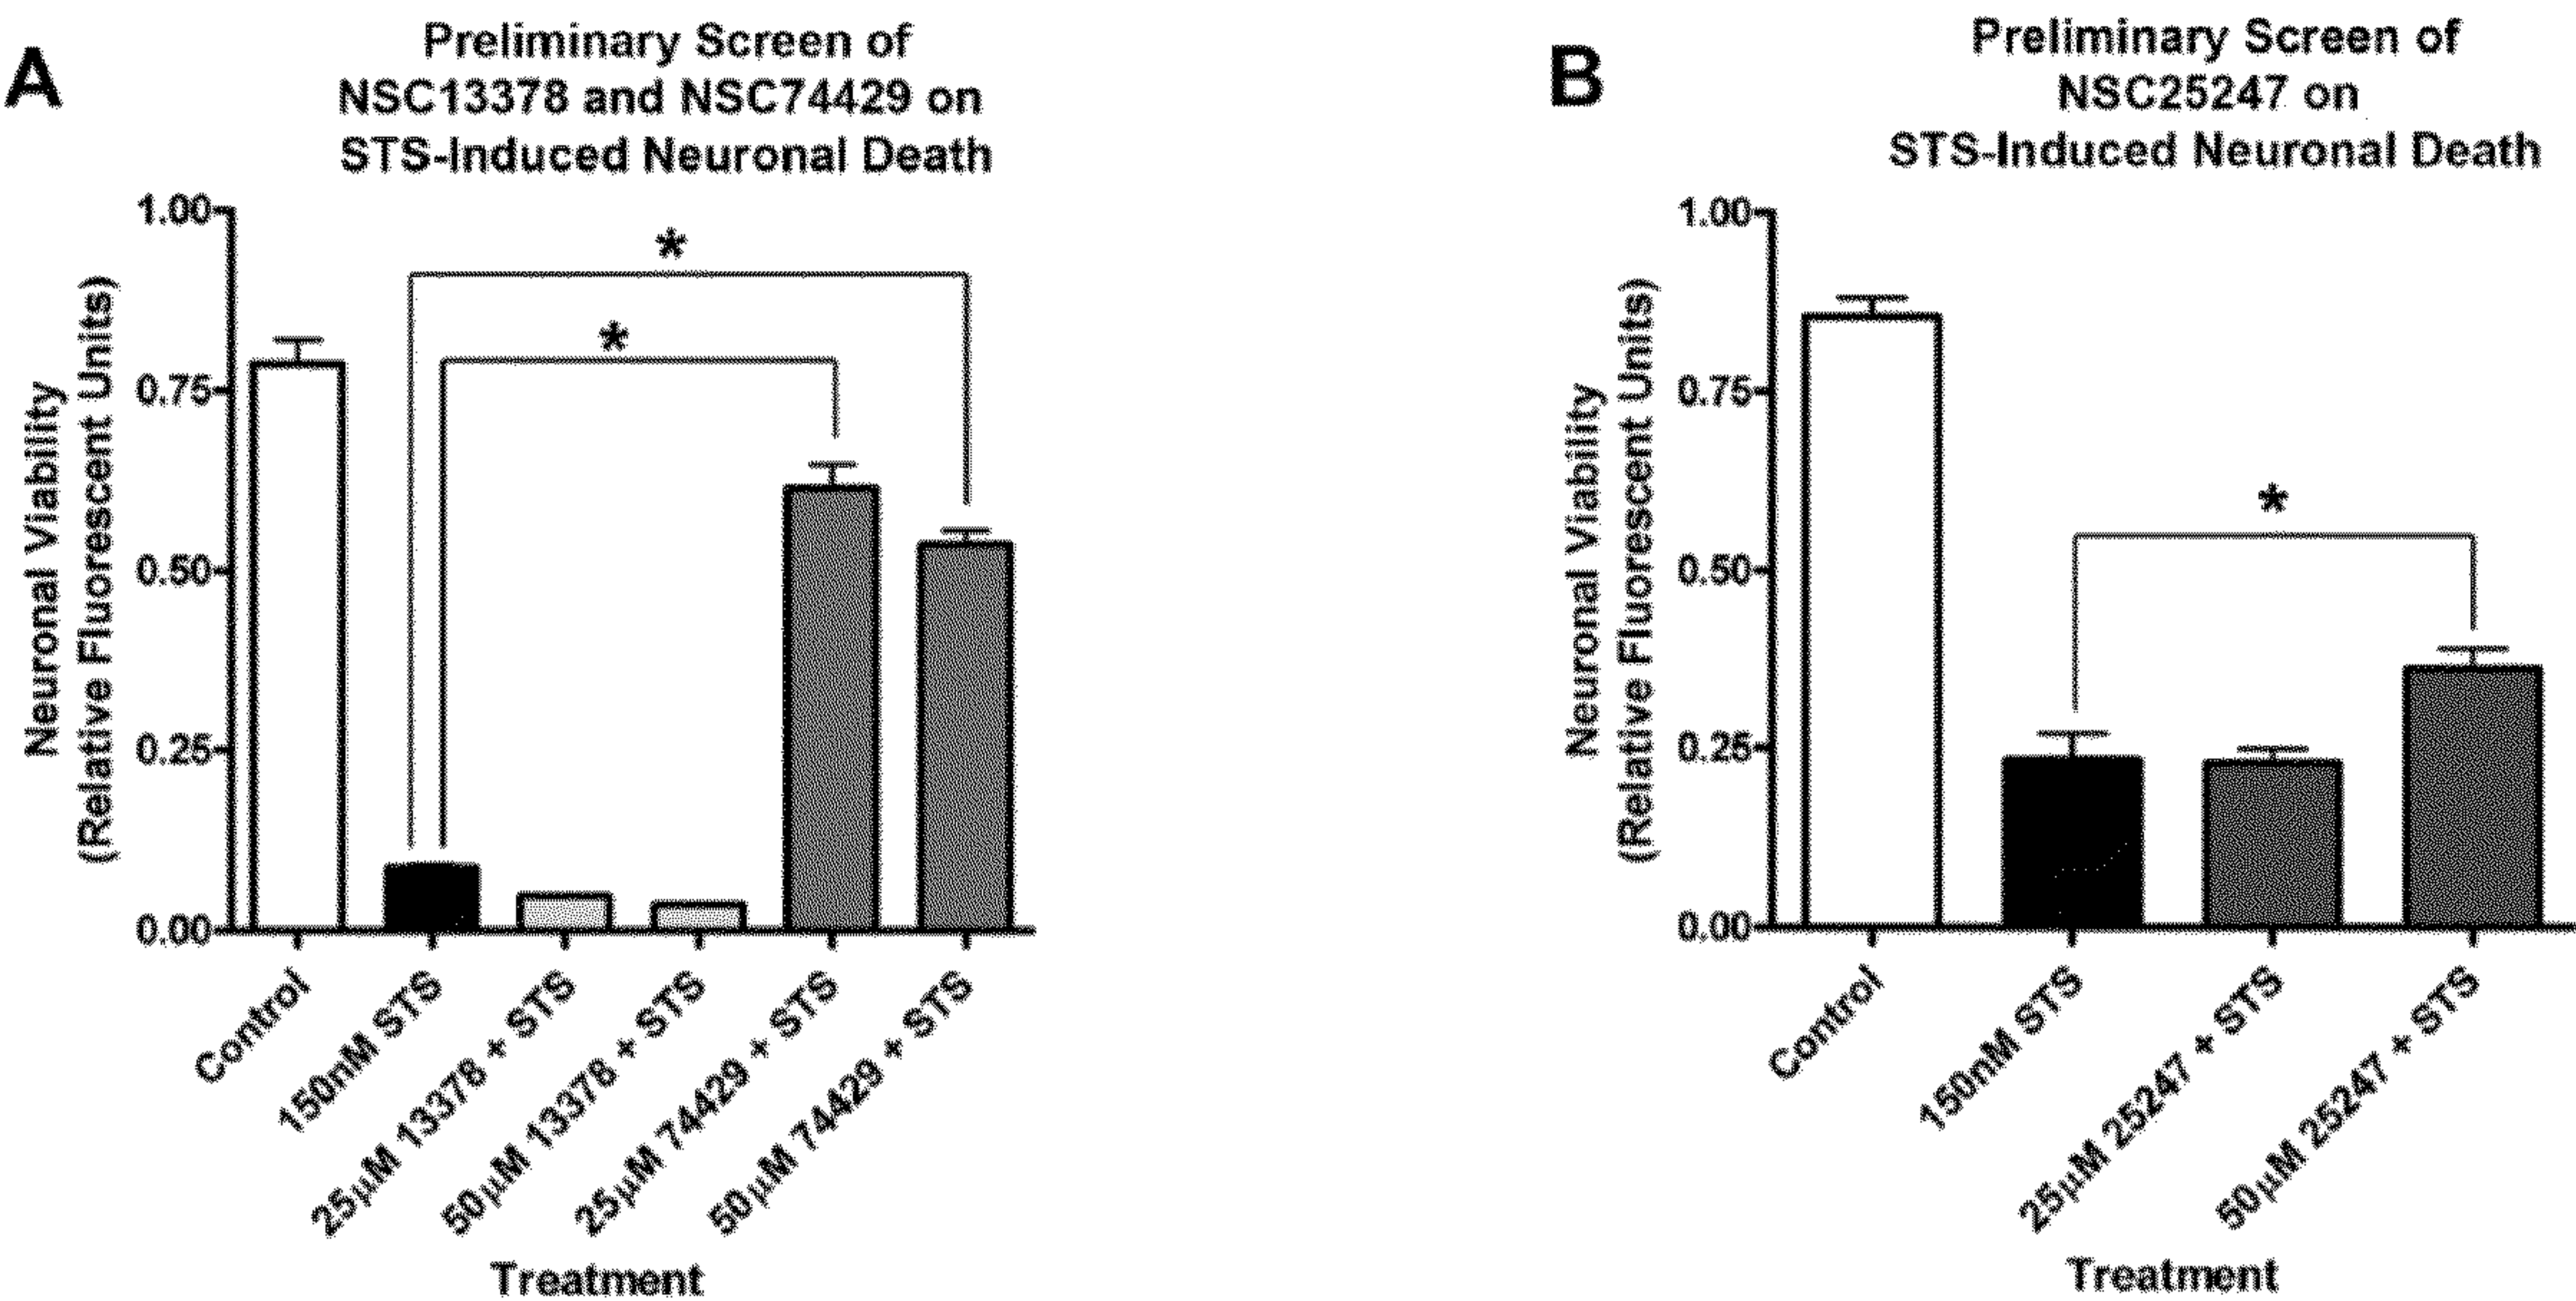 A
Preliminary Screen of
NSC13378 and NSC74429 on
STS-Induced Neuronal Death
Neuronal Viability
(Relative Fluorescent Units)
1.00
0.75
0.50
0.25
0.00
*
*
Control
150nM STS
25µM 13378 + STS
50µM 13378 + STS
25µM 74429 + STS
50µM 74429 + STS
Treatment
B
Preliminary Screen of
NSC25247 on
STS-Induced Neuronal Death
Neuronal Viability
(Relative Fluorescent Units)
1.00
0.75
0.50
0.25
0.00
*
Control
150nM STS
25µM 25247 + STS
50µM 25247 + STS
Treatment